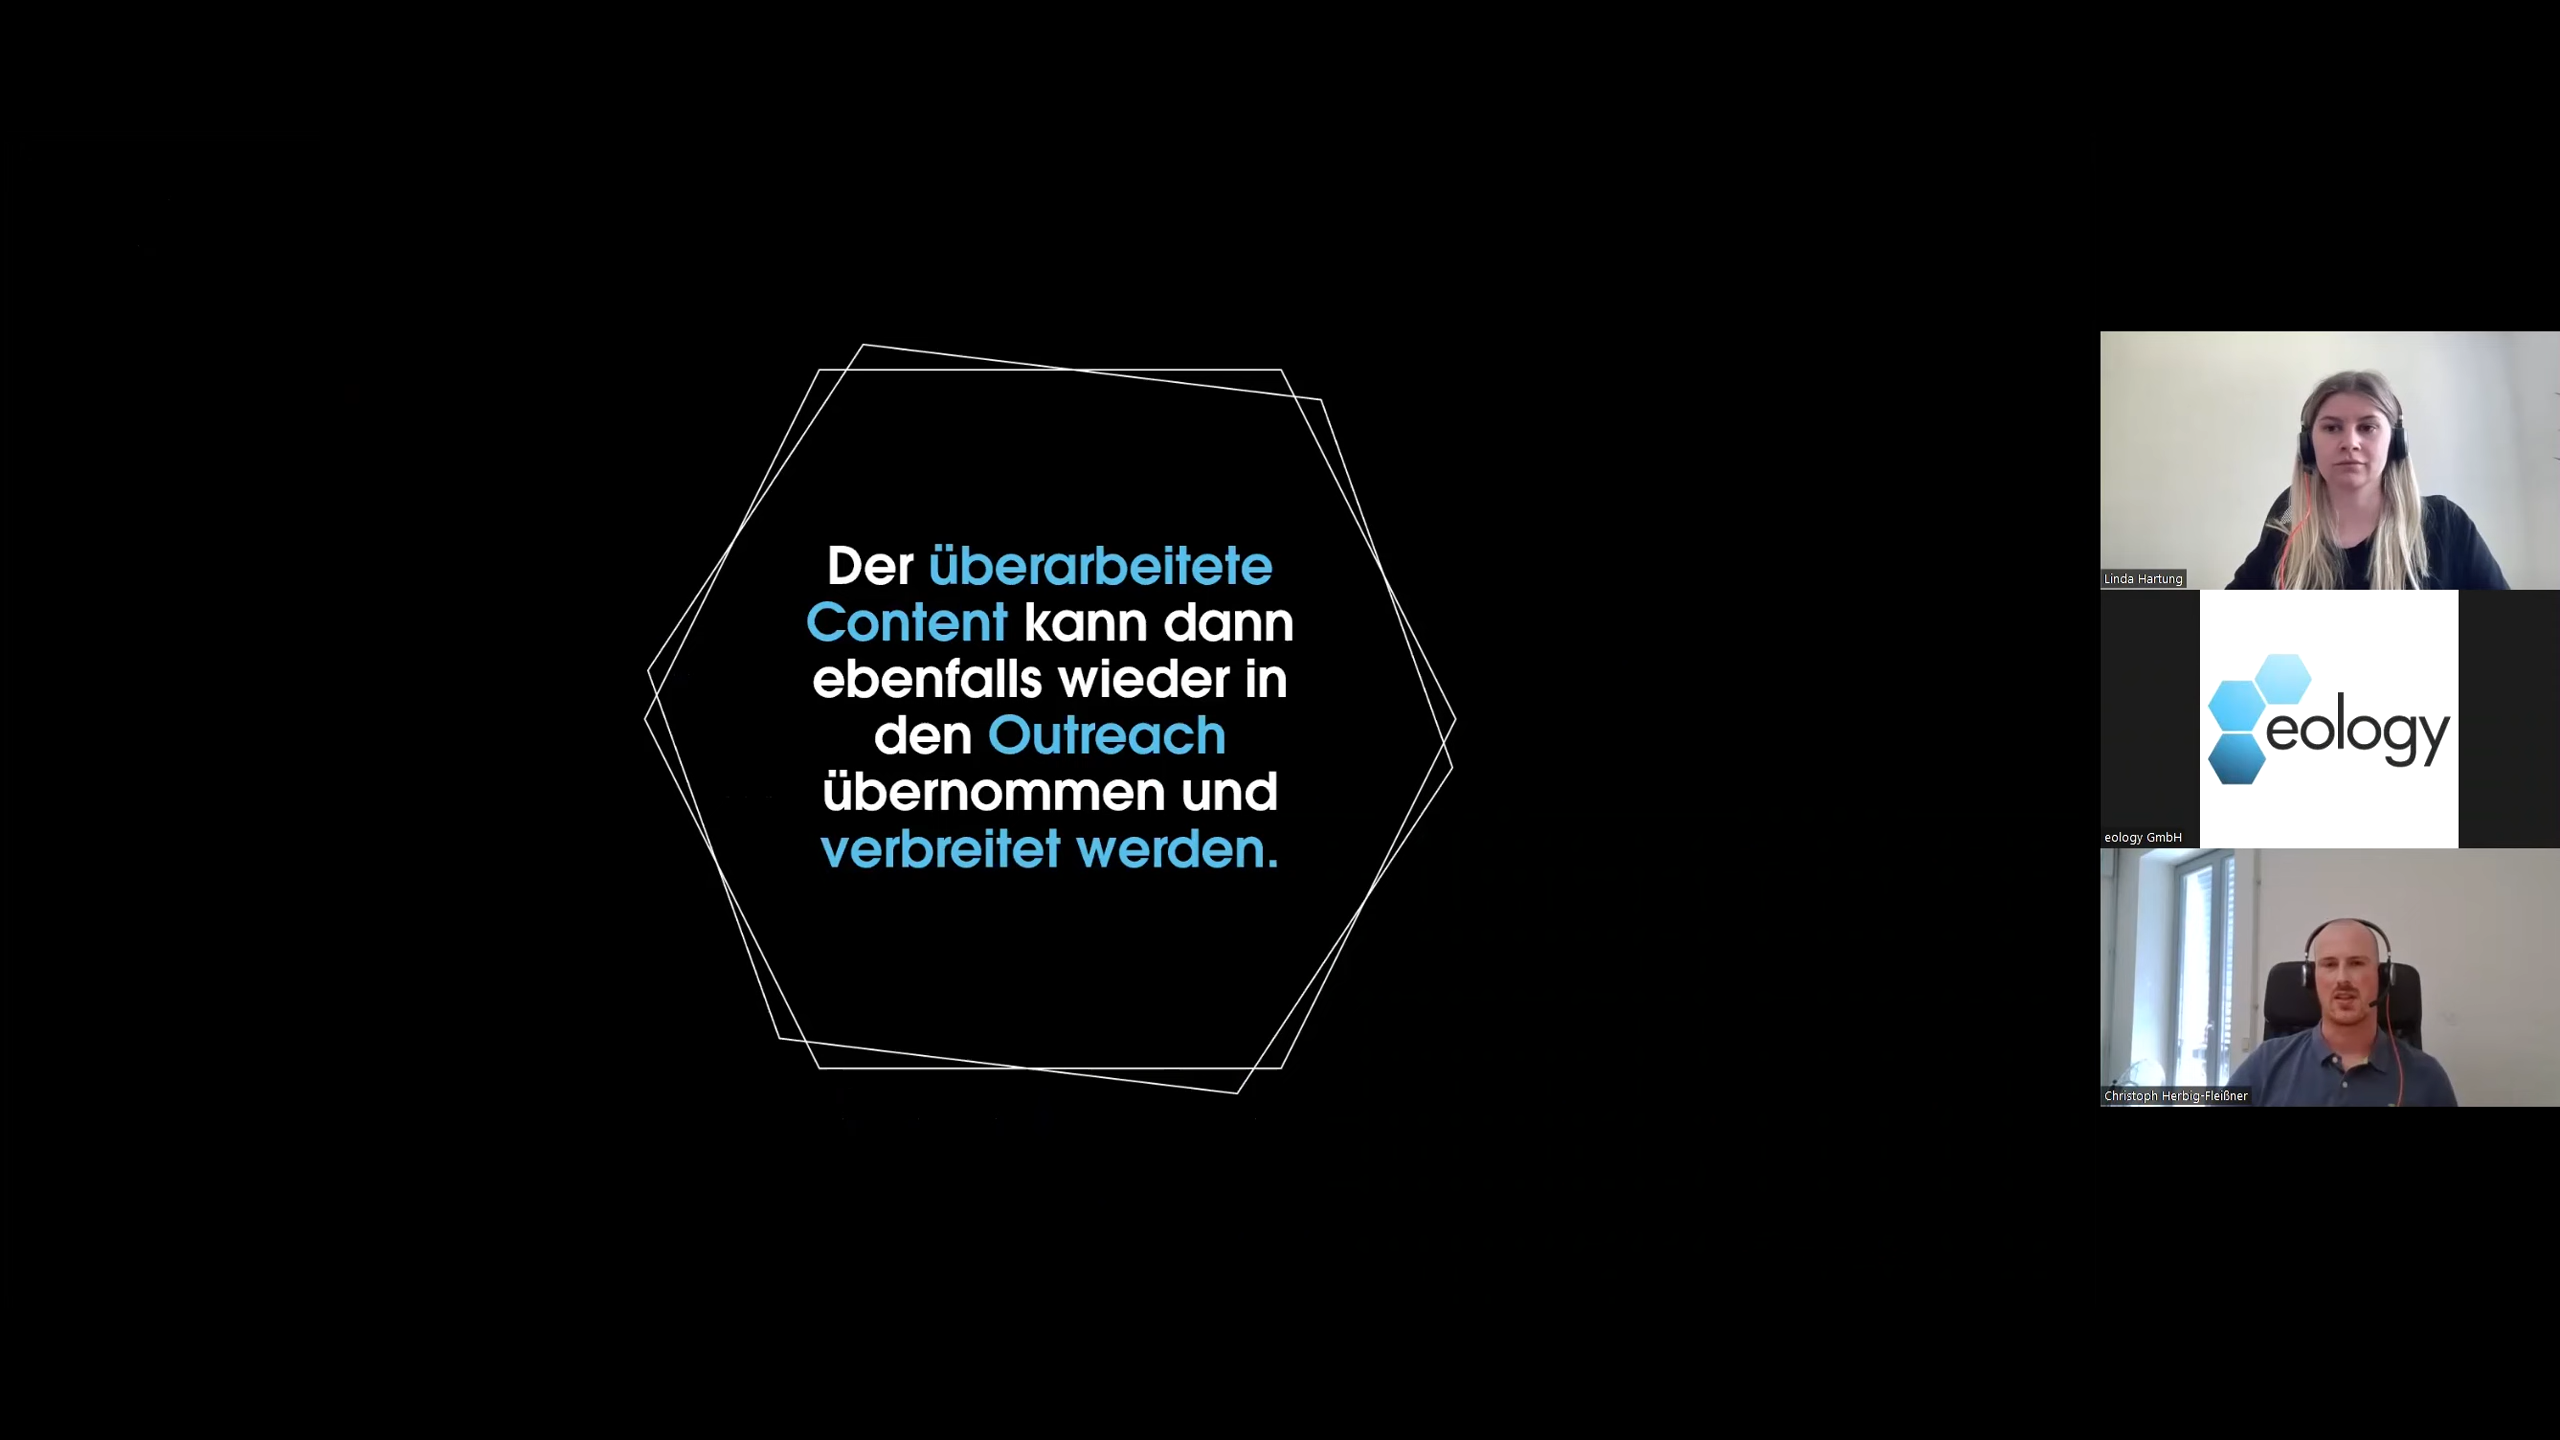 Der überarbeitete
Content kann dann
ebenfalls wieder in
den Outreach
übernommen und
verbreitet werden.
Linda Hartung
eology
eology GmbH
Christoph Herbig-Fleißner